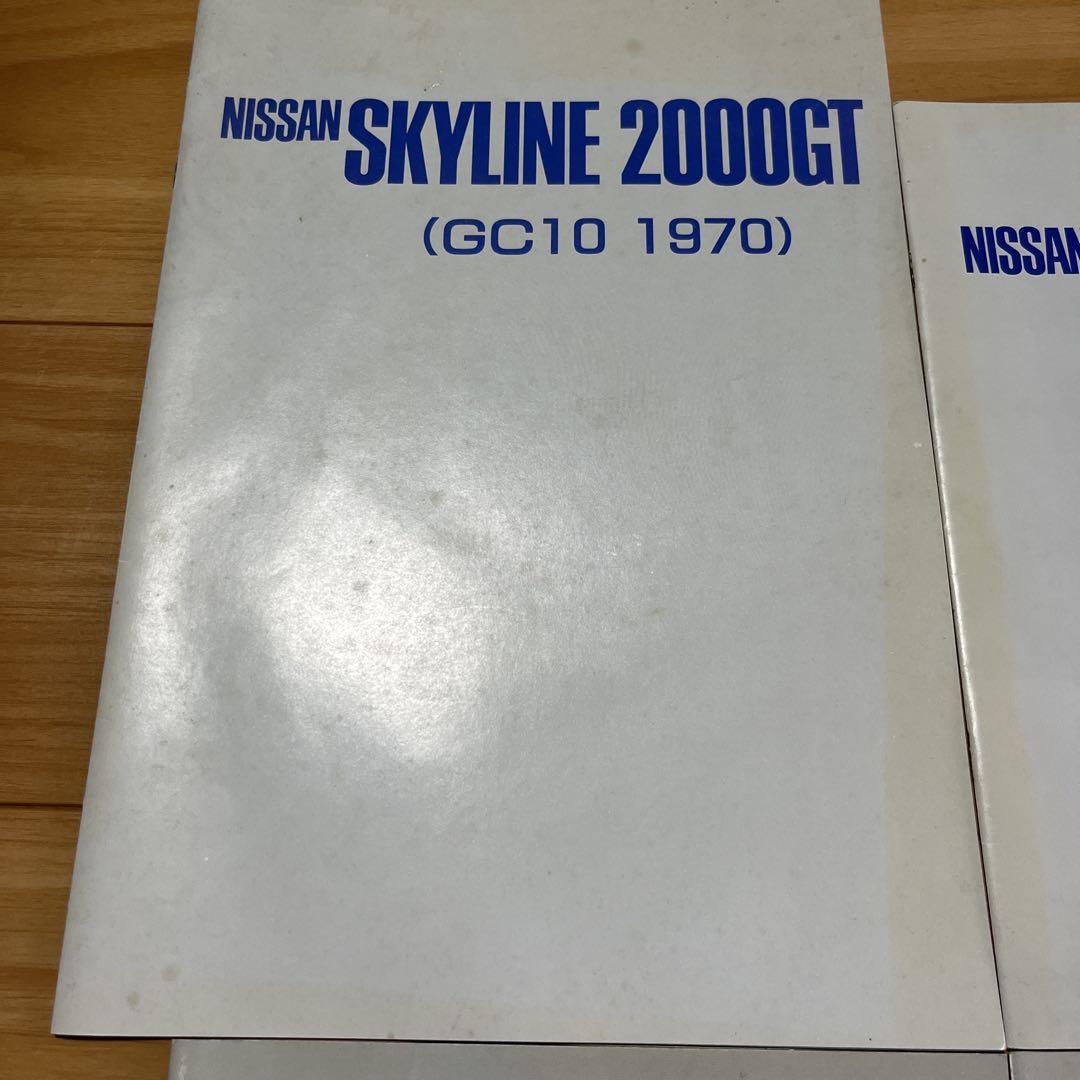 NISSAN SKYLINE 2000GT
(GC10 1970)
NISSAN